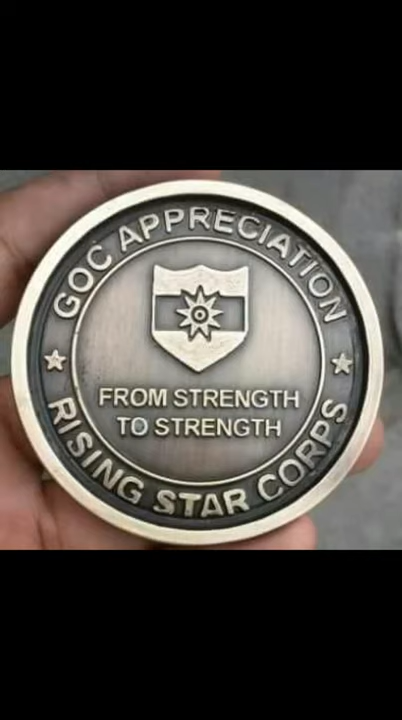 GOC APPRECIATION
FROM STRENGTH
TO STRENGTH
RISING STAR CORPS